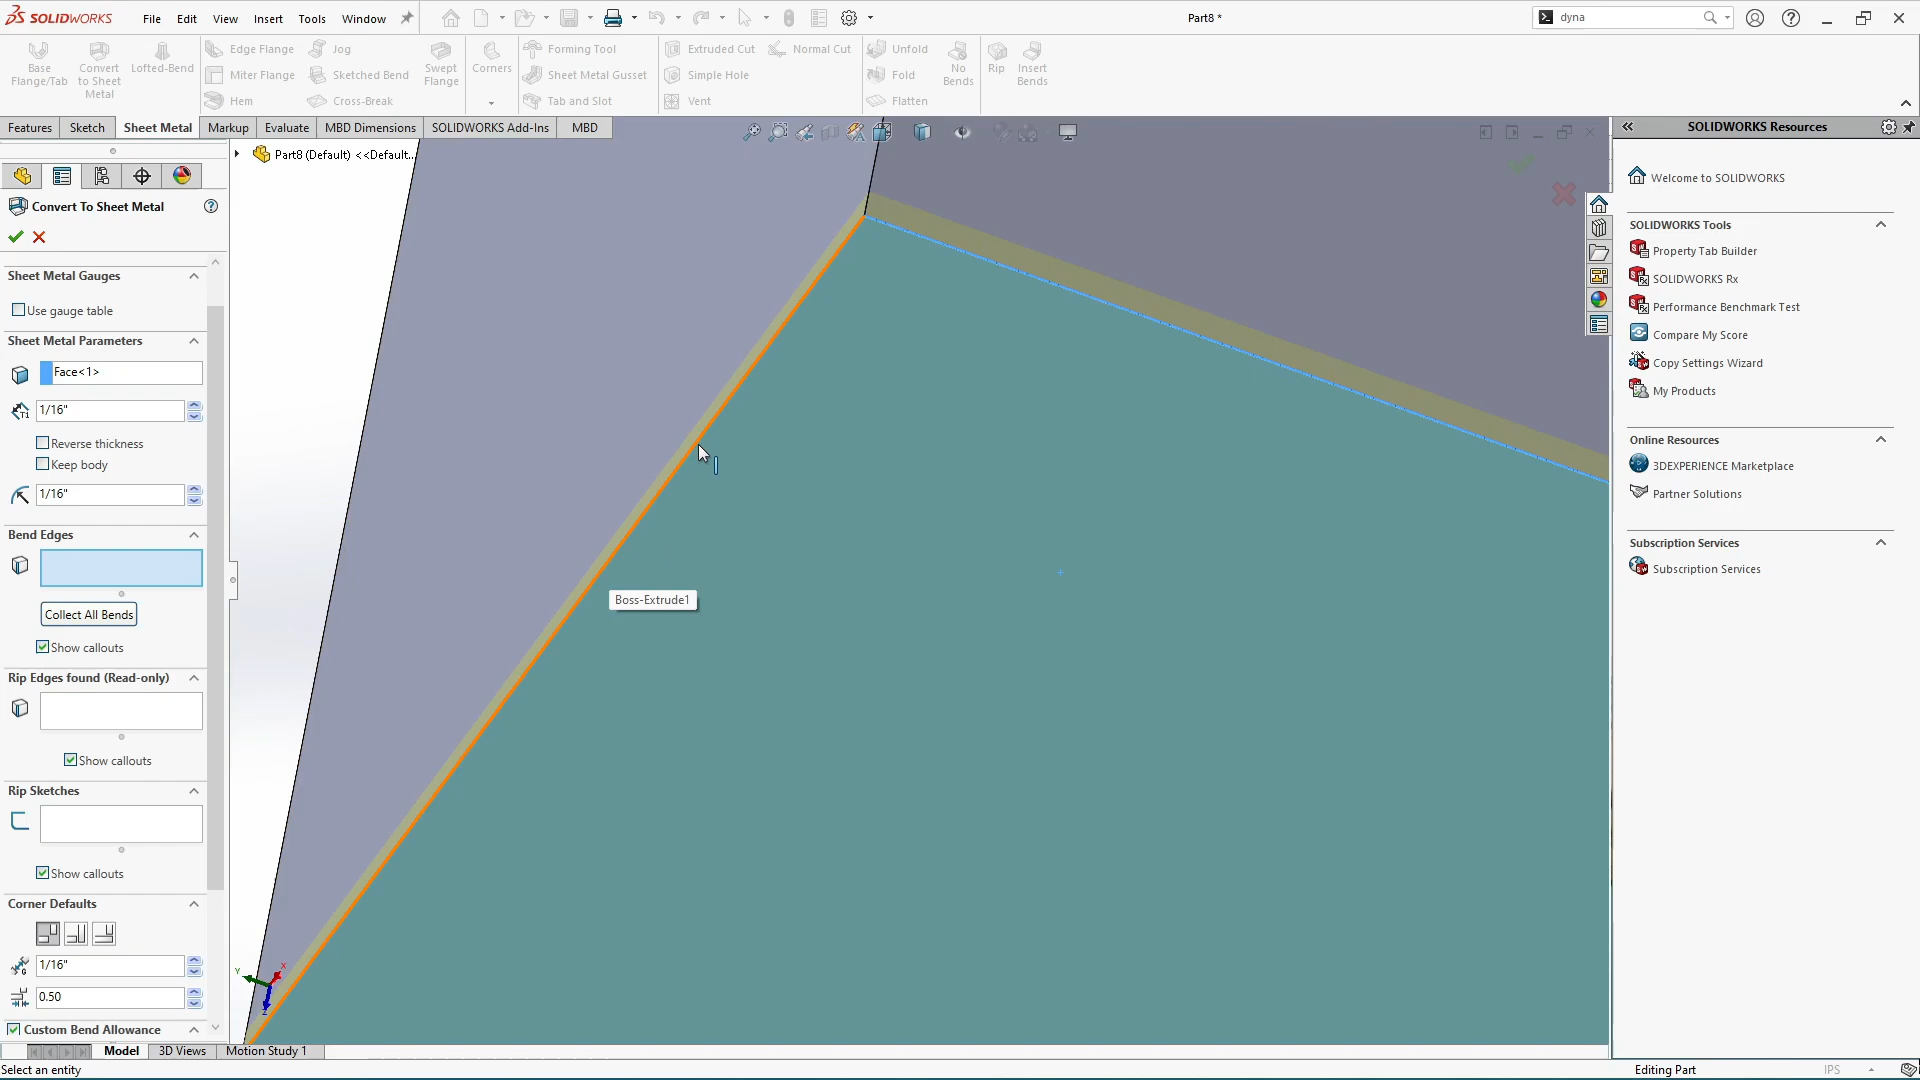 SOLIDWORKS File Edit View Insert Tools Window Part8 * dyna
Base Flange/Tab
Convert to Sheet Metal
Lofted-Bend
Edge Flange
Miter Flange
Hem
Jog
Sketched Bend
Cross-Break
Swept Flange
Corners
Forming Tool
Sheet Metal Gusset
Tab and Slot
Extruded Cut
Simple Hole
Vent
Normal Cut
Unfold
Fold
Flatten
No Bends
Rip
Insert Bends
Features Sketch Sheet Metal Markup Evaluate MBD Dimensions SOLIDWORKS Add-Ins MBD
Part8 (Default) <<Default...
Convert To Sheet Metal
Sheet Metal Gauges
Use gauge table
Sheet Metal Parameters
Face<1>
1/16"
Reverse thickness
Keep body
1/16"
Bend Edges
Collect All Bends
Show callouts
Rip Edges found (Read-only)
Show callouts
Rip Sketches
Show callouts
Corner Defaults
1/16"
0.50
Custom Bend Allowance
Boss-Extrude1
Y X Z
SOLIDWORKS Resources
Welcome to SOLIDWORKS
SOLIDWORKS Tools
Property Tab Builder
SOLIDWORKS Rx
Performance Benchmark Test
Compare My Score
Copy Settings Wizard
My Products
Online Resources
3DEXPERIENCE Marketplace
Partner Solutions
Subscription Services
Subscription Services
Model 3D Views Motion Study 1
Select an entity Editing Part IPS